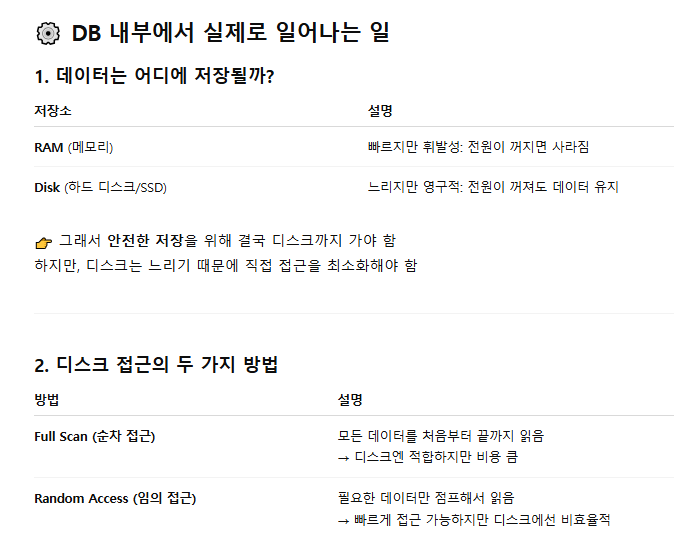 ⚙️ DB 내부에서 실제로 일어나는 일
1. 데이터는 어디에 저장될까?
저장소 설명
RAM (메모리) 빠르지만 휘발성: 전원이 꺼지면 사라짐
Disk (하드 디스크/SSD) 느리지만 영구적: 전원이 꺼져도 데이터 유지
👉 그래서 안전한 저장을 위해 결국 디스크까지 가야 함
하지만, 디스크는 느리기 때문에 직접 접근을 최소화해야 함
2. 디스크 접근의 두 가지 방법
방법 설명
Full Scan (순차 접근) 모든 데이터를 처음부터 끝까지 읽음
→ 디스크엔 적합하지만 비용 큼
Random Access (임의 접근) 필요한 데이터만 점프해서 읽음
→ 빠르게 접근 가능하지만 디스크에선 비효율적